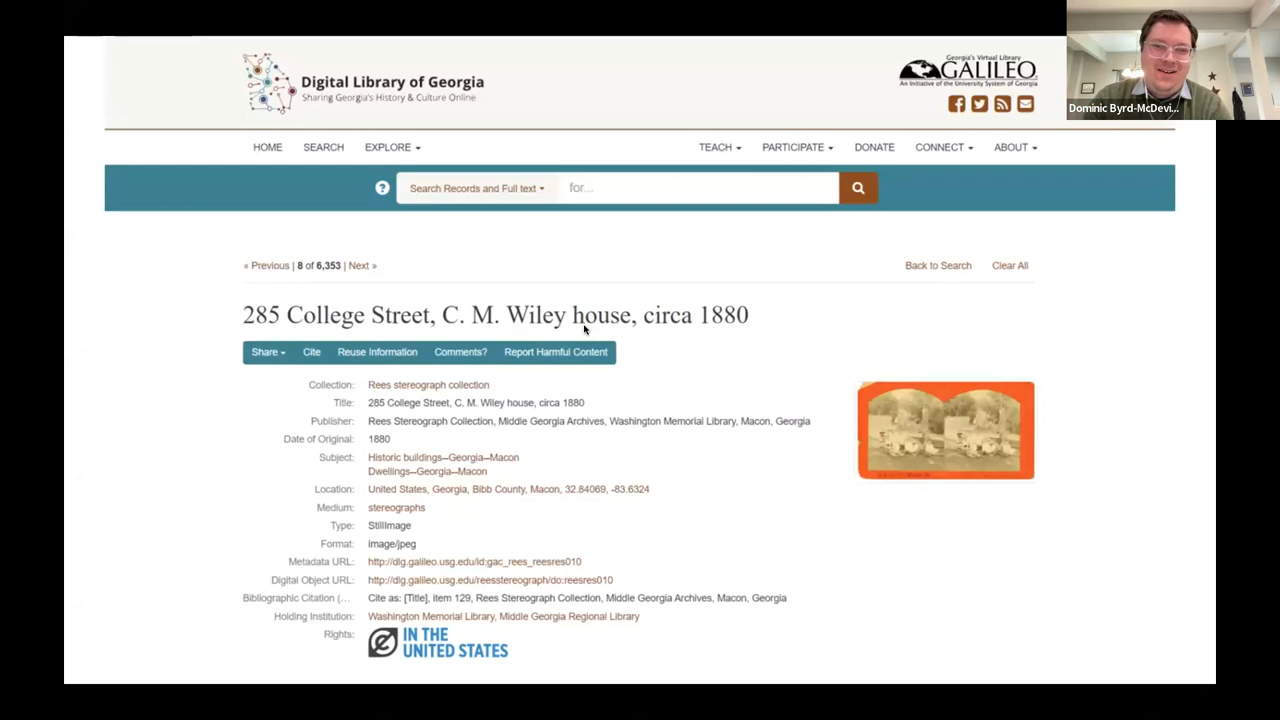 Digital Library of Georgia
Sharing Georgia's History & Culture Online
Georgia's Virtual Library
GALILEO
An Initiative of the University System of Georgia
Dominic Byrd-McDevi...
HOME SEARCH EXPLORE TEACH PARTICIPATE DONATE CONNECT ABOUT
? Search Records and Full text for...
« Previous | 8 of 6,353 | Next » Back to Search Clear All
285 College Street, C. M. Wiley house, circa 1880
Share Cite Reuse Information Comments? Report Harmful Content
Collection: Rees stereograph collection
Title: 285 College Street, C. M. Wiley house, circa 1880
Publisher: Rees Stereograph Collection, Middle Georgia Archives, Washington Memorial Library, Macon, Georgia
Date of Original: 1880
Subject: Historic buildings--Georgia--Macon
Dwellings--Georgia--Macon
Location: United States, Georgia, Bibb County, Macon, 32.84069, -83.6324
Medium: stereographs
Type: StillImage
Format: image/jpeg
Metadata URL: http://dlg.galileo.usg.edu/id:gac_rees_reesres010
Digital Object URL: http://dlg.galileo.usg.edu/reesstereograph/do:reesres010
Bibliographic Citation (... Cite as: [Title], item 129, Rees Stereograph Collection, Middle Georgia Archives, Macon, Georgia
Holding Institution: Washington Memorial Library, Middle Georgia Regional Library
Rights: IN THE
UNITED STATES